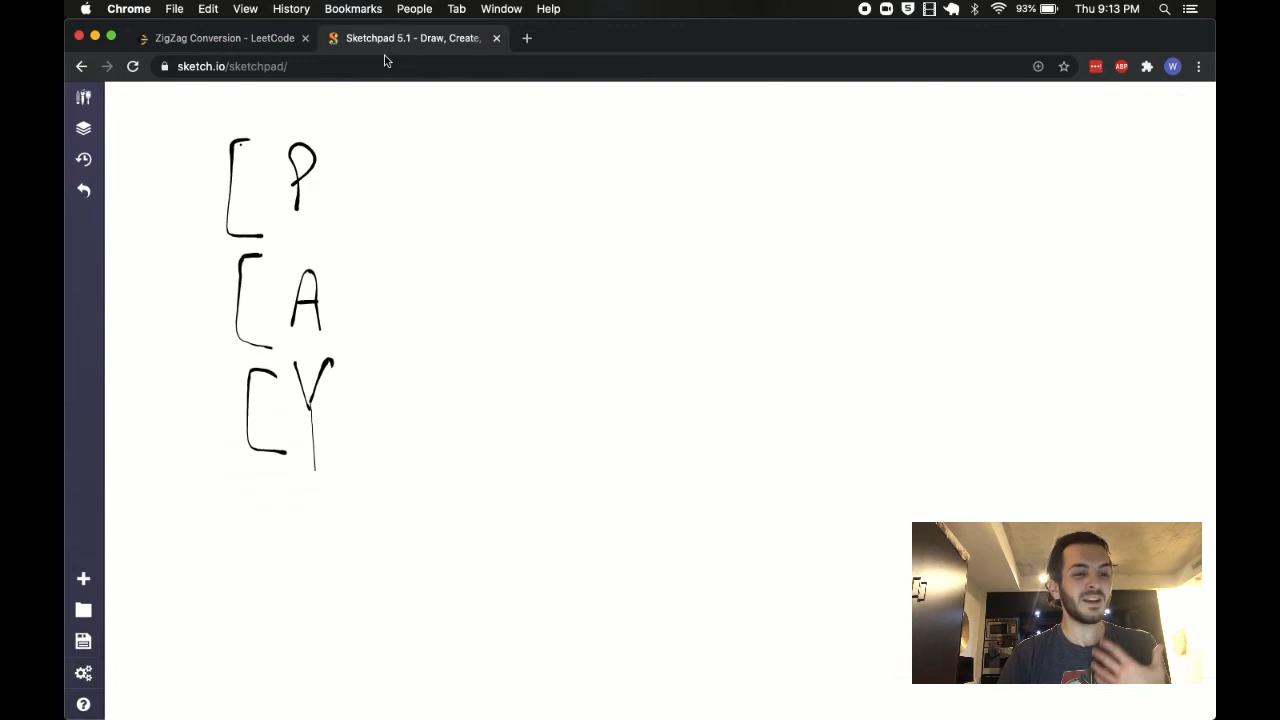 Chrome File Edit View History Bookmarks People Tab Window Help 93% Thu 9:13 PM
ZigZag Conversion - LeetCode Sketchpad 5.1 - Draw, Create,
sketch.io/sketchpad/ ABP W
[ P
[ A
[ Y